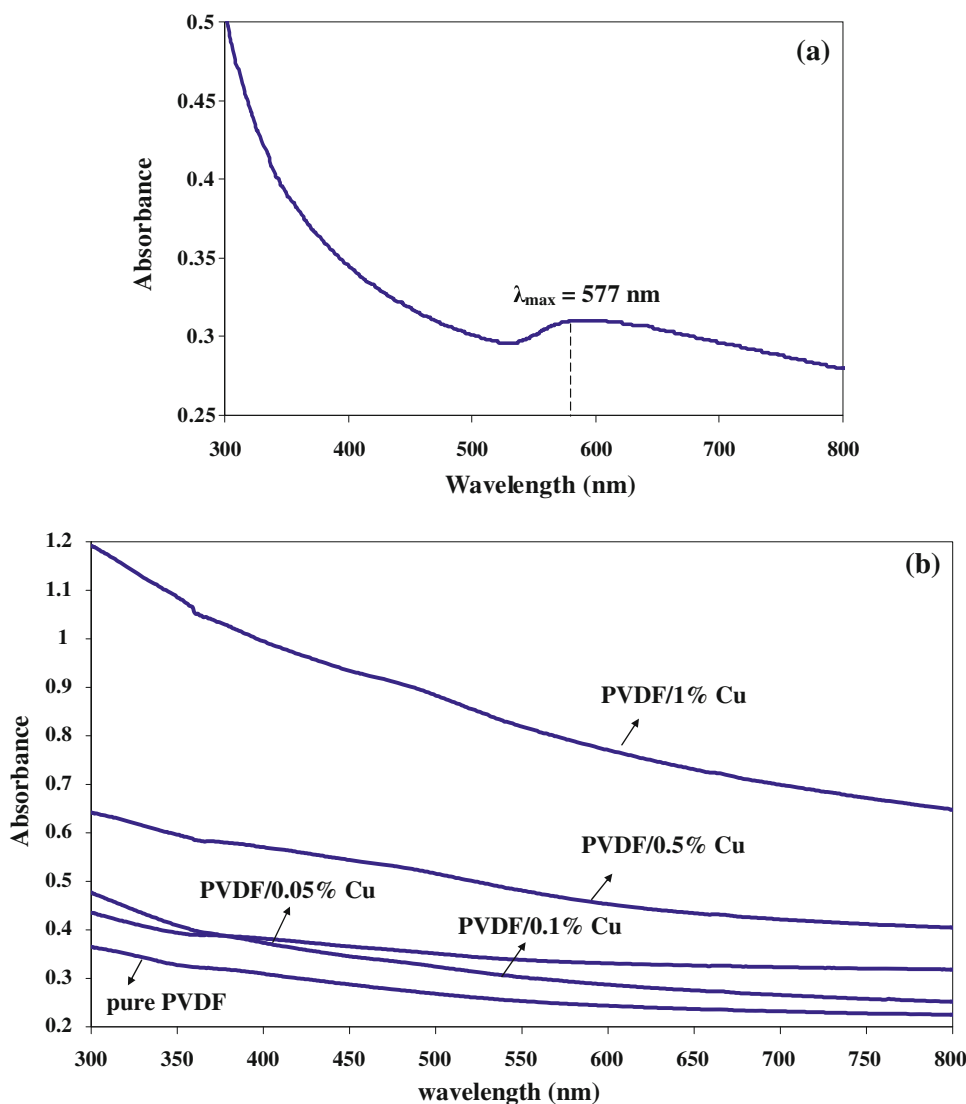 (a)
0.5
0.45
0.4
0.35
0.3
0.25
Absorbance
λmax = 577 nm
300 400 500 600 700 800
Wavelength (nm)
(b)
1.2
1.1
1
0.9
0.8
0.7
0.6
0.5
0.4
0.3
0.2
Absorbance
PVDF/1% Cu
PVDF/0.5% Cu
PVDF/0.05% Cu
PVDF/0.1% Cu
pure PVDF
300 350 400 450 500 550 600 650 700 750 800
wavelength (nm)